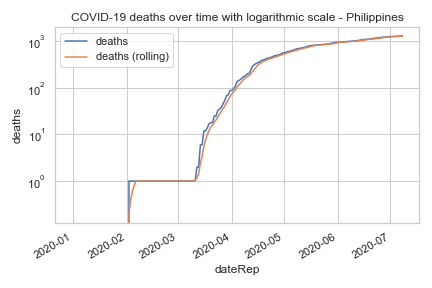 COVID-19 deaths over time with logarithmic scale - Philippines
deaths
deaths (rolling)
10³
10²
10¹
10⁰
deaths
2020-01
2020-02
2020-03
2020-04
2020-05
2020-06
2020-07
dateRep